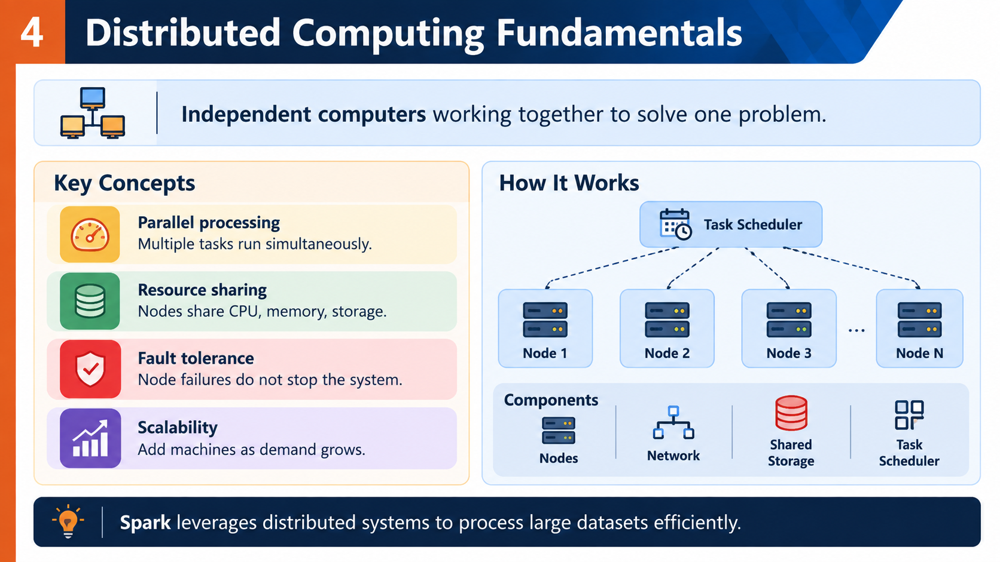 4
Distributed Computing Fundamentals
Independent computers working together to solve one problem.
Key Concepts
Parallel processing
Multiple tasks run simultaneously.
Resource sharing
Nodes share CPU, memory, storage.
Fault tolerance
Node failures do not stop the system.
Scalability
Add machines as demand grows.
How It Works
Task Scheduler
Node 1
Node 2
Node 3
...
Node N
Components
Nodes
Network
Shared
Storage
Task
Scheduler
Spark leverages distributed systems to process large datasets efficiently.